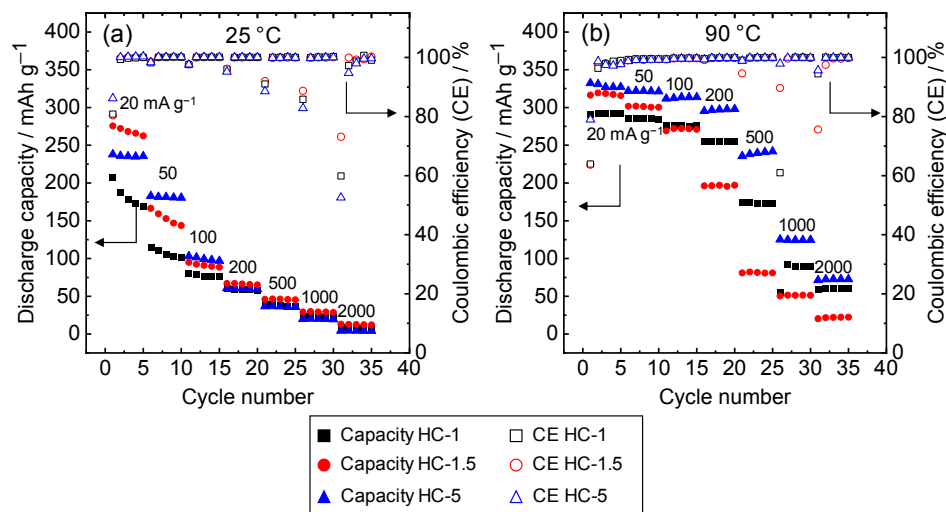 (a) 25 °C
400
350
300
250
200
150
100
50
0
Discharge capacity / mAh g⁻¹
20 mA g⁻¹
50
100
200
500
1000
2000
100
80
60
40
20
0
Coulombic efficiency (CE) / %
0 5 10 15 20 25 30 35 40
Cycle number
(b) 90 °C
400
350
300
250
200
150
100
50
0
Discharge capacity / mAh g⁻¹
20 mA g⁻¹
50
100
200
500
1000
2000
100
80
60
40
20
0
Coulombic efficiency (CE) / %
0 5 10 15 20 25 30 35 40
Cycle number
Capacity HC-1 CE HC-1
Capacity HC-1.5 CE HC-1.5
Capacity HC-5 CE HC-5